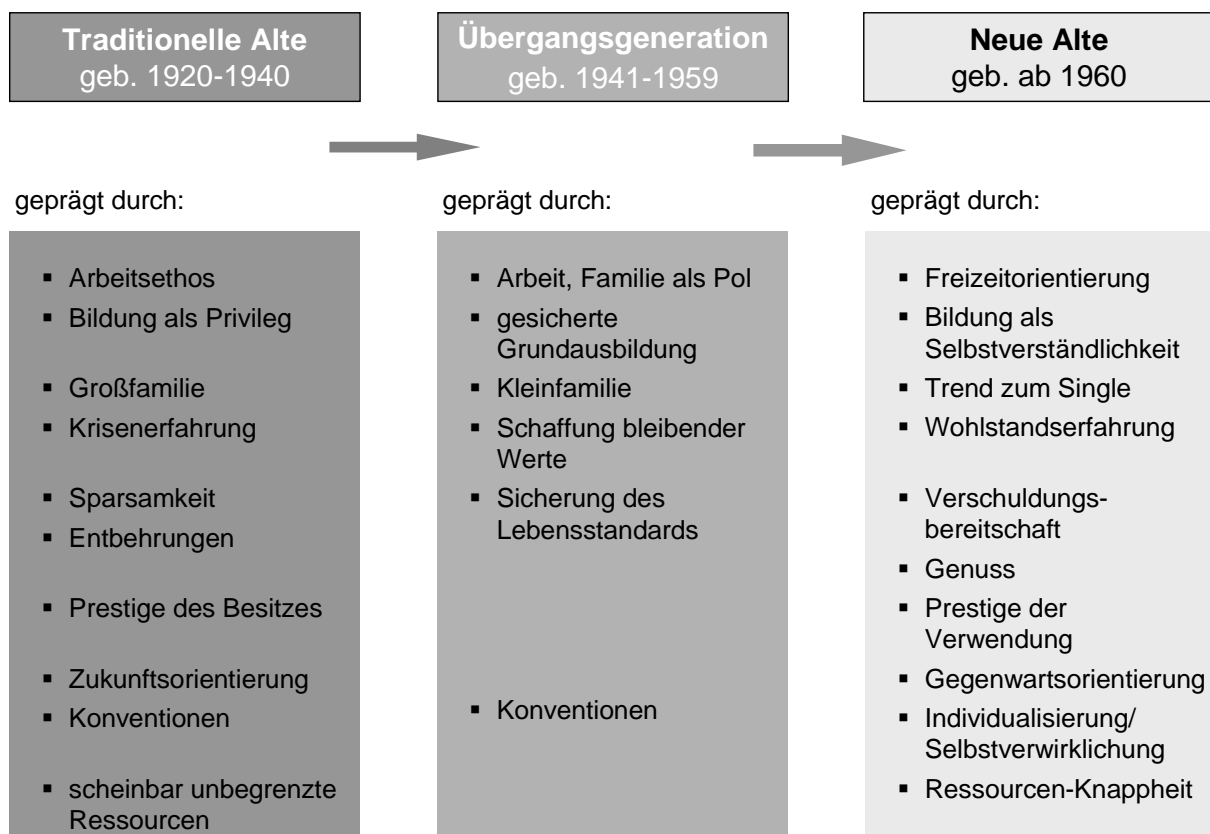 Traditionelle Alte
geb. 1920-1940
geprägt durch:
▪ Arbeitsethos
▪ Bildung als Privileg
▪ Großfamilie
▪ Krisenerfahrung
▪ Sparsamkeit
▪ Entbehrungen
▪ Prestige des Besitzes
▪ Zukunftsorientierung
▪ Konventionen
▪ scheinbar unbegrenzte
Ressourcen
Übergangsgeneration
geb. 1941-1959
geprägt durch:
▪ Arbeit, Familie als Pol
▪ gesicherte
Grundausbildung
▪ Kleinfamilie
▪ Schaffung bleibender
Werte
▪ Sicherung des
Lebensstandards
▪ Konventionen
Neue Alte
geb. ab 1960
geprägt durch:
▪ Freizeitorientierung
▪ Bildung als
Selbstverständlichkeit
▪ Trend zum Single
▪ Wohlstandserfahrung
▪ Verschuldungs-
bereitschaft
▪ Genuss
▪ Prestige der
Verwendung
▪ Gegenwartsorientierung
▪ Individualisierung/
Selbstverwirklichung
▪ Ressourcen-Knappheit